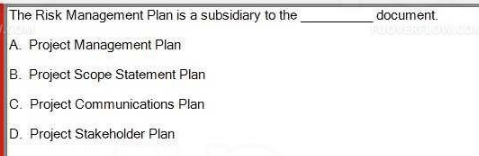 The Risk Management Plan is a subsidiary to the __________ document.
A. Project Management Plan
B. Project Scope Statement Plan
C. Project Communications Plan
D. Project Stakeholder Plan